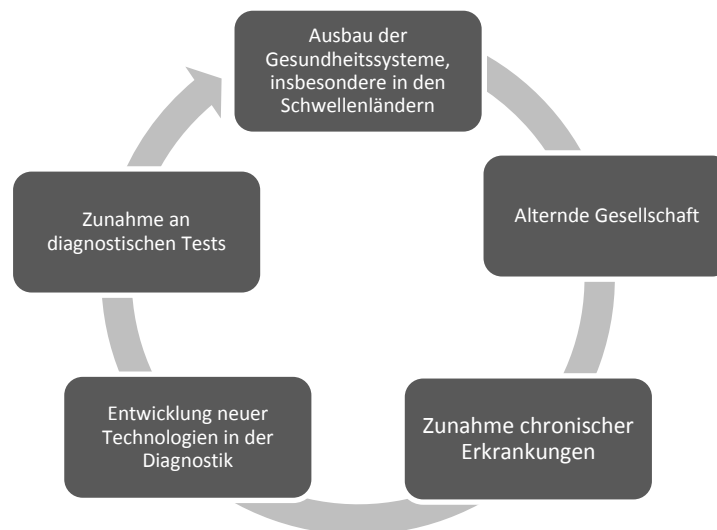 Ausbau der
Gesundheitssysteme,
insbesondere in den
Schwellenländern
Alternde Gesellschaft
Zunahme chronischer
Erkrankungen
Entwicklung neuer
Technologien in der
Diagnostik
Zunahme an
diagnostischen Tests